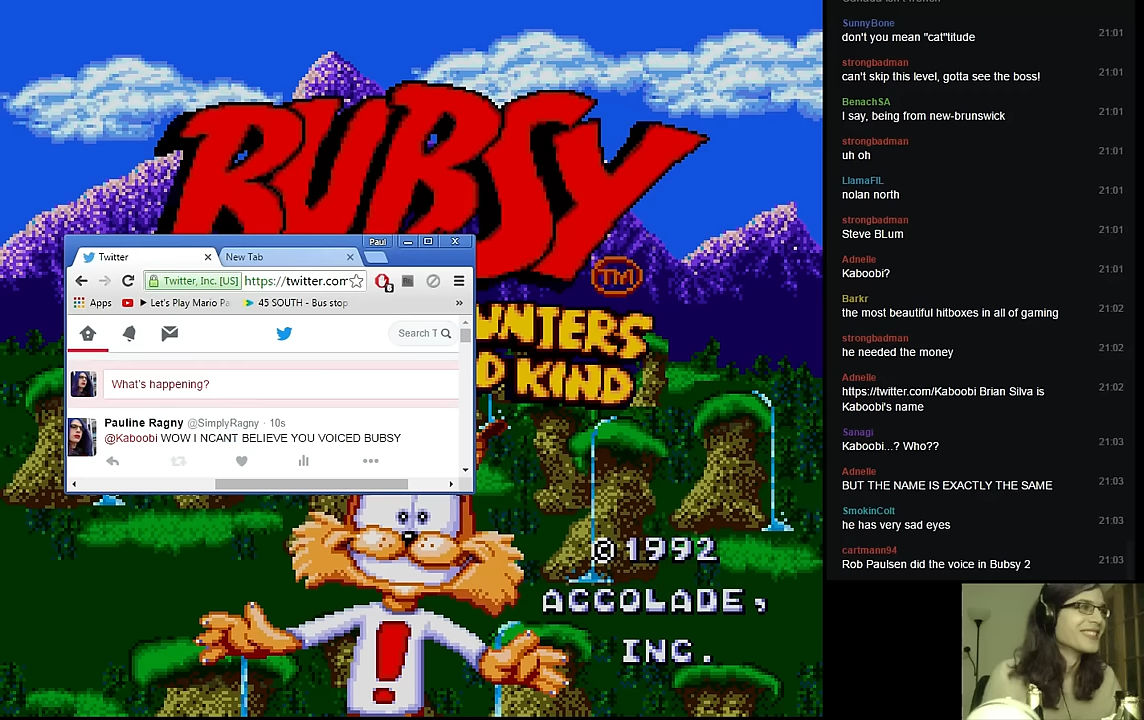 BUBSY
TM
UNTERS
D KIND
© 1992
ACCOLADE,
INC.
Paul
Twitter
New Tab
Twitter, Inc. [US]
https://twitter.com
Apps
Let's Play Mario Pa
45 SOUTH - Bus stop
»
Search T
What's happening?
Pauline Ragny @SimplyRagny · 10s
@Kaboobi WOW I NCANT BELIEVE YOU VOICED BUBSY
SunnyBone
21:01
don't you mean "cat"titude
strongbadman
21:01
can't skip this level, gotta see the boss!
BenachSA
21:01
I say, being from new-brunswick
strongbadman
21:01
uh oh
LlamaFIL
21:01
nolan north
strongbadman
21:01
Steve BLum
Adnelle
21:01
Kaboobi?
Barkr
21:02
the most beautiful hitboxes in all of gaming
strongbadman
21:02
he needed the money
Adnelle
21:02
https://twitter.com/Kaboobi Brian Silva is
Kaboobi's name
Sanagi
21:03
Kaboobi...? Who??
Adnelle
21:03
BUT THE NAME IS EXACTLY THE SAME
SmokinColt
21:03
he has very sad eyes
cartmann94
21:03
Rob Paulsen did the voice in Bubsy 2